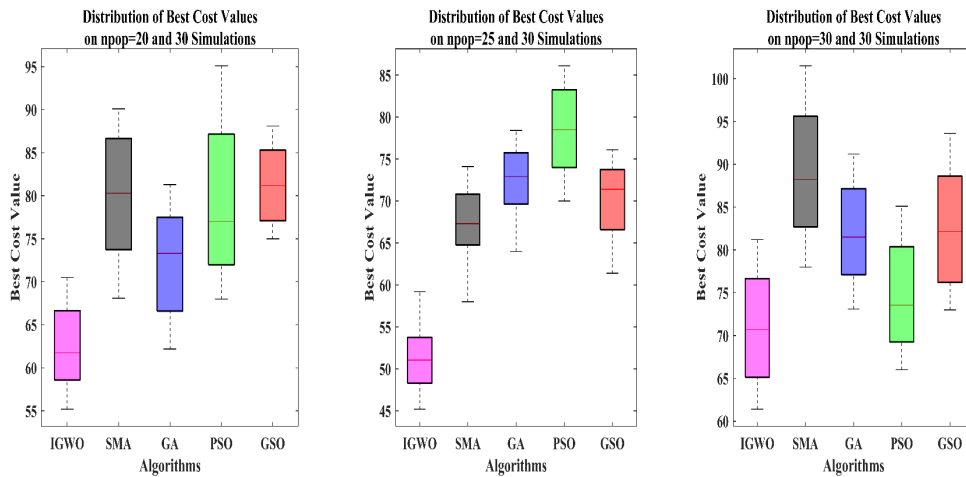 Distribution of Best Cost Values
on npop=20 and 30 Simulations
Best Cost Value
95
90
85
80
75
70
65
60
55
IGWO SMA GA PSO GSO
Algorithms
Distribution of Best Cost Values
on npop=25 and 30 Simulations
Best Cost Value
85
80
75
70
65
60
55
50
45
IGWO SMA GA PSO GSO
Algorithms
Distribution of Best Cost Values
on npop=30 and 30 Simulations
Best Cost Value
100
95
90
85
80
75
70
65
60
IGWO SMA GA PSO GSO
Algorithms